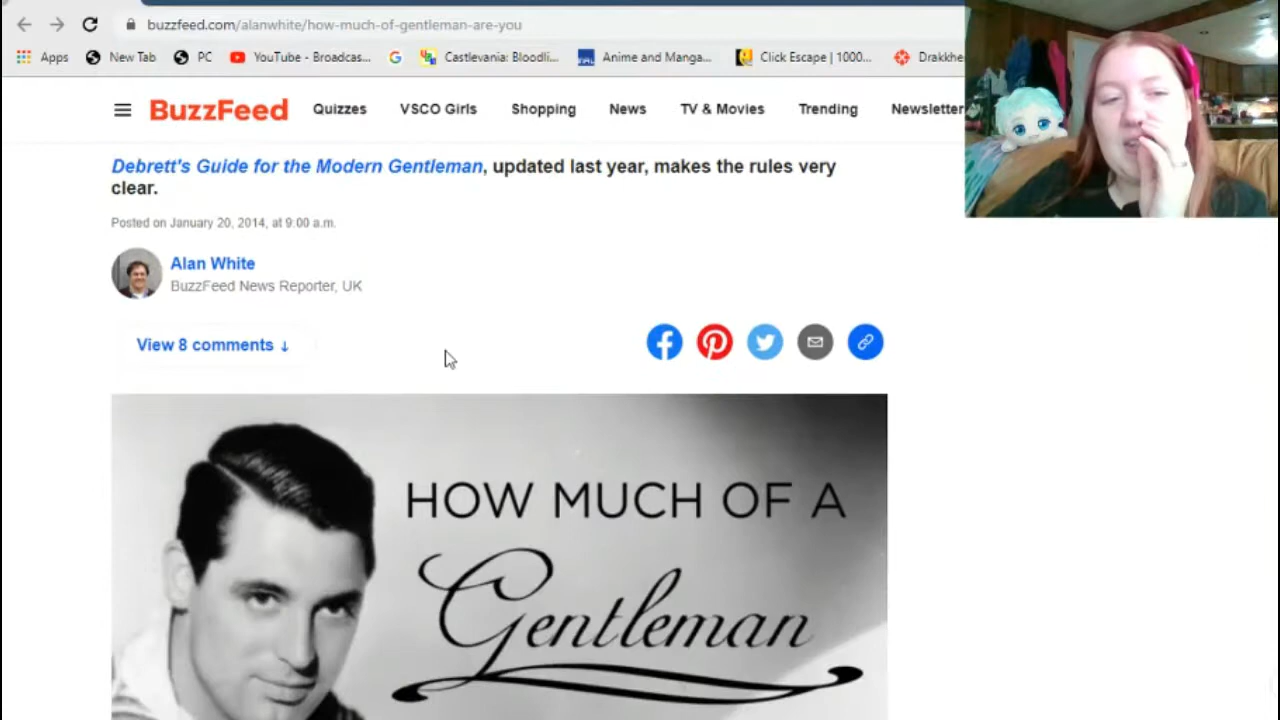 buzzfeed.com/alanwhite/how-much-of-gentleman-are-you
Apps New Tab PC YouTube - Broadcas... Castlevania: Bloodli... Anime and Manga... Click Escape | 1000... Drakkhe
BuzzFeed Quizzes VSCO Girls Shopping News TV & Movies Trending Newsletter
Debrett's Guide for the Modern Gentleman, updated last year, makes the rules very
clear.
Posted on January 20, 2014, at 9:00 a.m.
Alan White
BuzzFeed News Reporter, UK
View 8 comments ↓
HOW MUCH OF A
Gentleman